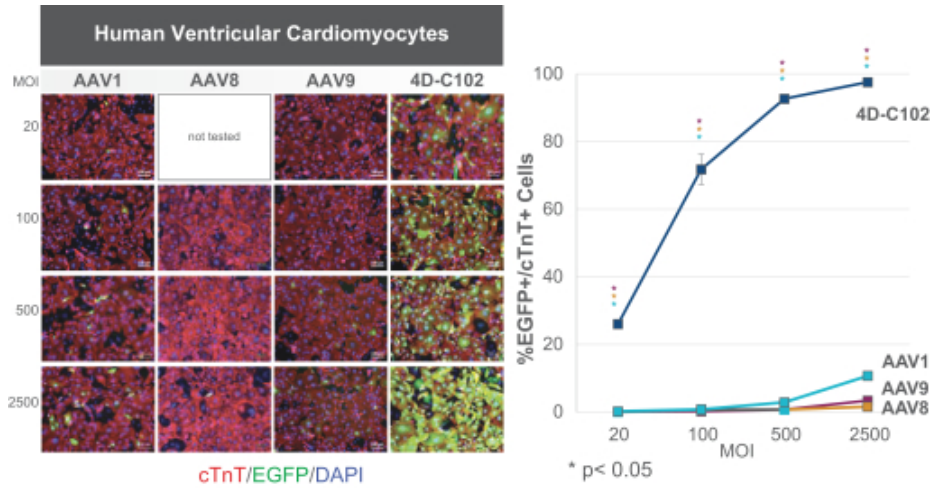 Human Ventricular Cardiomyocytes
MOI AAV1 AAV8 AAV9 4D-C102
20
not tested
100
500
2500
cTnT/EGFP/DAPI
%EGFP+/cTnT+ Cells
100
80
60
40
20
0
* * *
* * *
* * *
* * *
4D-C102
AAV1
AAV9
AAV8
20 100 500 2500
MOI
* p< 0.05